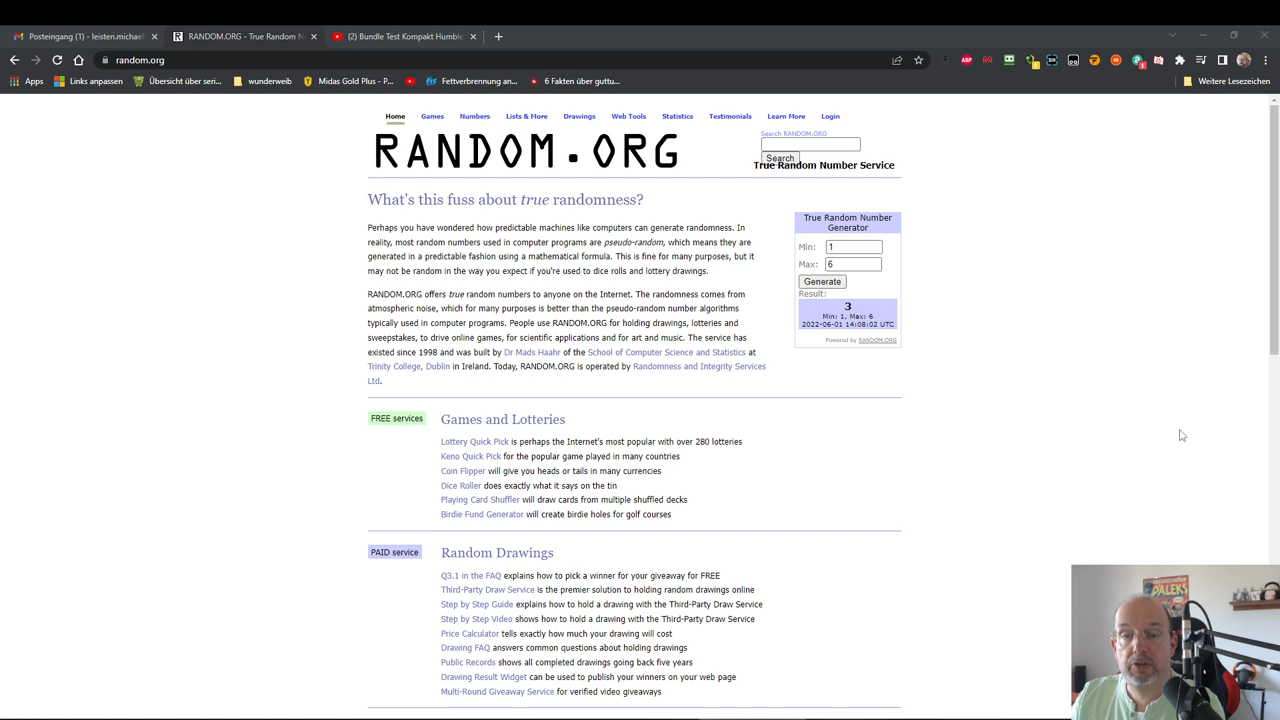 Posteingang (1) - leisten.michael
RANDOM.ORG - True Random N
(2) Bundle Test Kompakt Humble
random.org
Apps
Links anpassen
Übersicht über seri...
wunderweib
Midas Gold Plus - P...
Fettverbrennung an...
6 Fakten über guttu...
Weitere Lesezeichen
Home Games Numbers Lists & More Drawings Web Tools Statistics Testimonials Learn More Login
RANDOM.ORG
Search RANDOM.ORG
Search
True Random Number Service
What's this fuss about true randomness?
Perhaps you have wondered how predictable machines like computers can generate randomness. In
reality, most random numbers used in computer programs are pseudo-random, which means they are
generated in a predictable fashion using a mathematical formula. This is fine for many purposes, but it
may not be random in the way you expect if you're used to dice rolls and lottery drawings.
RANDOM.ORG offers true random numbers to anyone on the Internet. The randomness comes from
atmospheric noise, which for many purposes is better than the pseudo-random number algorithms
typically used in computer programs. People use RANDOM.ORG for holding drawings, lotteries and
sweepstakes, to drive online games, for scientific applications and for art and music. The service has
existed since 1998 and was built by Dr Mads Haahr of the School of Computer Science and Statistics at
Trinity College, Dublin in Ireland. Today, RANDOM.ORG is operated by Randomness and Integrity Services
Ltd.
True Random Number
Generator
Min: 1
Max: 6
Generate
Result:
3
Min: 1, Max: 6
2022-06-01 14:08:02 UTC
Powered by RANDOM.ORG
FREE services
Games and Lotteries
Lottery Quick Pick is perhaps the Internet's most popular with over 280 lotteries
Keno Quick Pick for the popular game played in many countries
Coin Flipper will give you heads or tails in many currencies
Dice Roller does exactly what it says on the tin
Playing Card Shuffler will draw cards from multiple shuffled decks
Birdie Fund Generator will create birdie holes for golf courses
PAID service
Random Drawings
Q3.1 in the FAQ explains how to pick a winner for your giveaway for FREE
Third-Party Draw Service is the premier solution to holding random drawings online
Step by Step Guide explains how to hold a drawing with the Third-Party Draw Service
Step by Step Video shows how to hold a drawing with the Third-Party Draw Service
Price Calculator tells exactly how much your drawing will cost
Drawing FAQ answers common questions about holding drawings
Public Records shows all completed drawings going back five years
Drawing Result Widget can be used to publish your winners on your web page
Multi-Round Giveaway Service for verified video giveaways
DALEKS